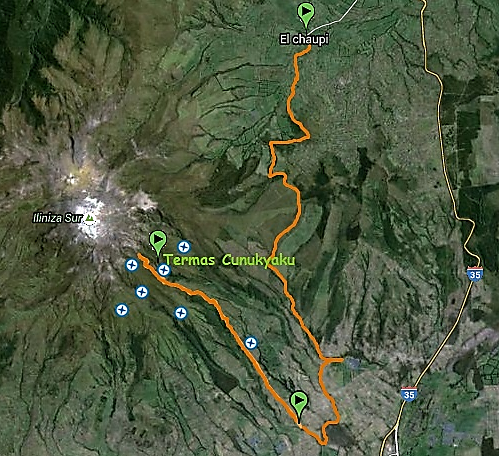 El chaupi
Iliniza Sur
Termas Cunukyaku
35
35